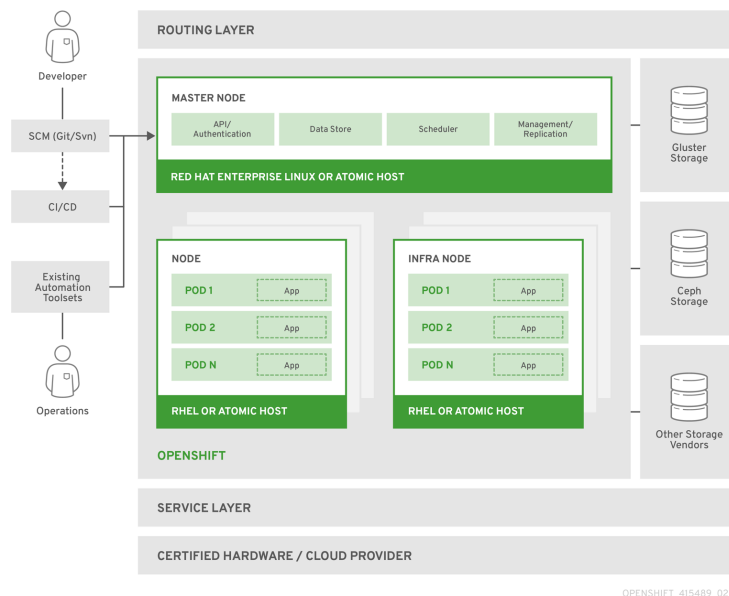 ROUTING LAYER
Developer
SCM (Git/Svn)
CI/CD
Existing
Automation
Toolsets
Operations
MASTER NODE
API/
Authentication
Data Store
Scheduler
Management/
Replication
RED HAT ENTERPRISE LINUX OR ATOMIC HOST
NODE
POD 1
App
POD 2
App
POD N
App
RHEL OR ATOMIC HOST
INFRA NODE
POD 1
App
POD 2
App
POD N
App
RHEL OR ATOMIC HOST
OPENSHIFT
Gluster
Storage
Ceph
Storage
Other Storage
Vendors
SERVICE LAYER
CERTIFIED HARDWARE / CLOUD PROVIDER
OPENSHIFT_415489_02